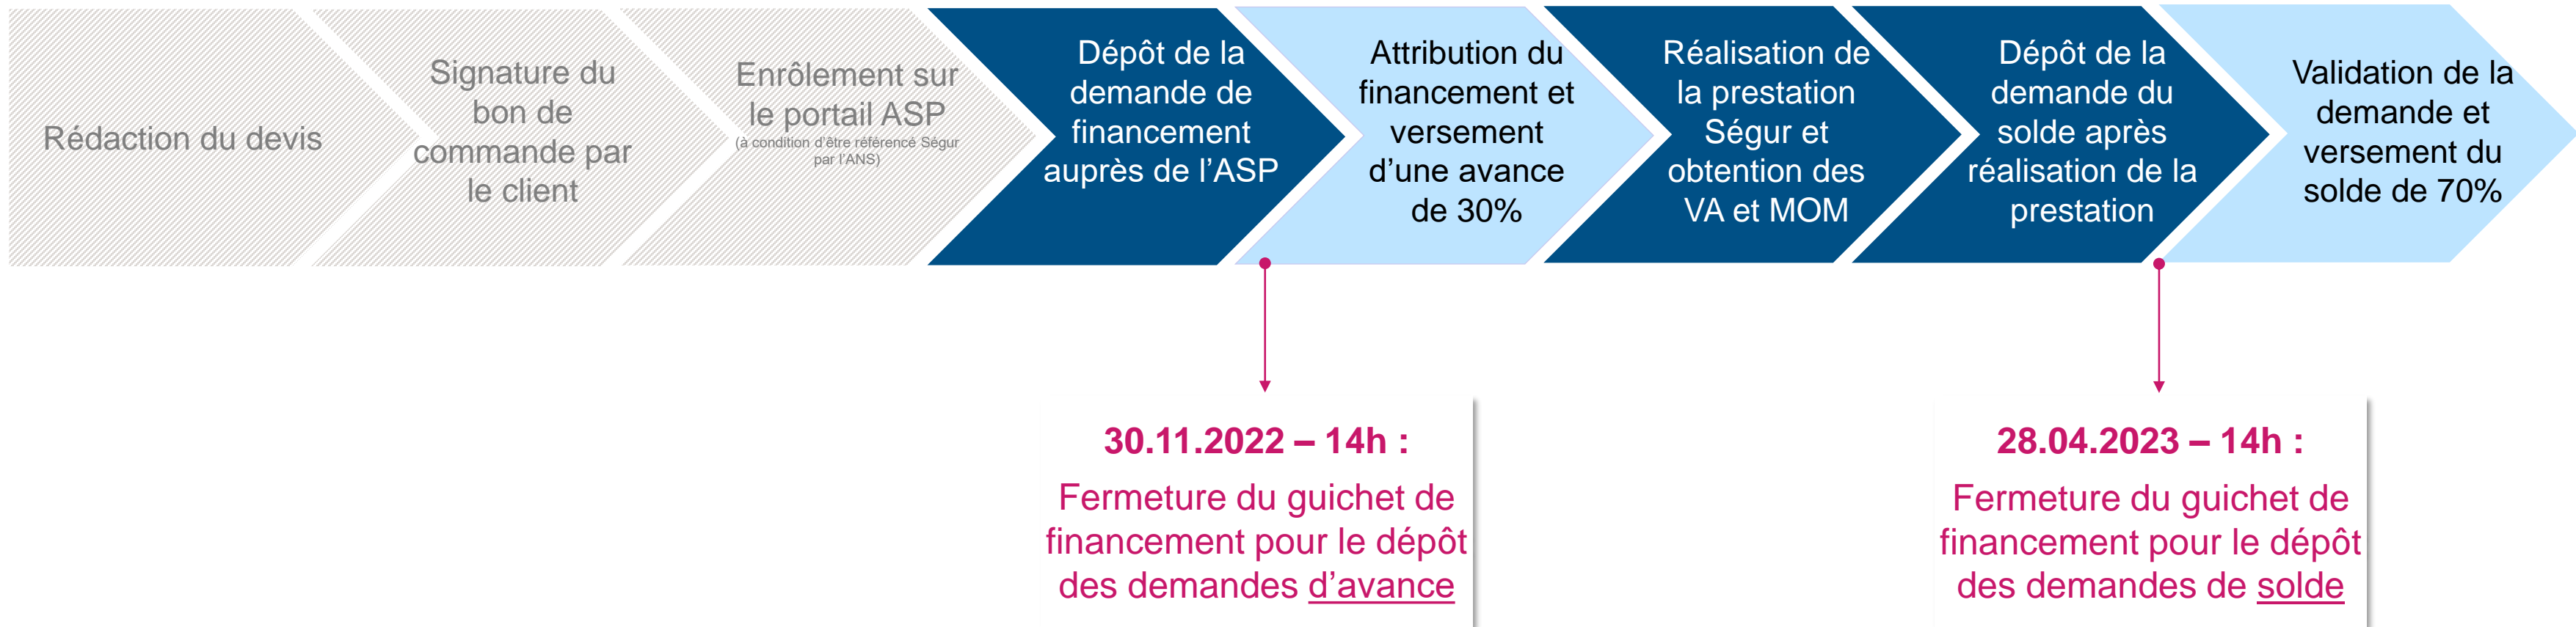 Rédaction du devis
Signature du
bon de
commande par
le client
Enrôlement sur
le portail ASP
(à condition d’être référencé Ségur
par l’ANS)
Dépôt de la
demande de
financement
auprès de l’ASP
Attribution du
financement et
versement
d’une avance
de 30%
Réalisation de
la prestation
Ségur et
obtention des
VA et MOM
Dépôt de la
demande du
solde après
réalisation de la
prestation
Validation de la
demande et
versement du
solde de 70%
30.11.2022 – 14h :
Fermeture du guichet de
financement pour le dépôt
des demandes d’avance
28.04.2023 – 14h :
Fermeture du guichet de
financement pour le dépôt
des demandes de solde